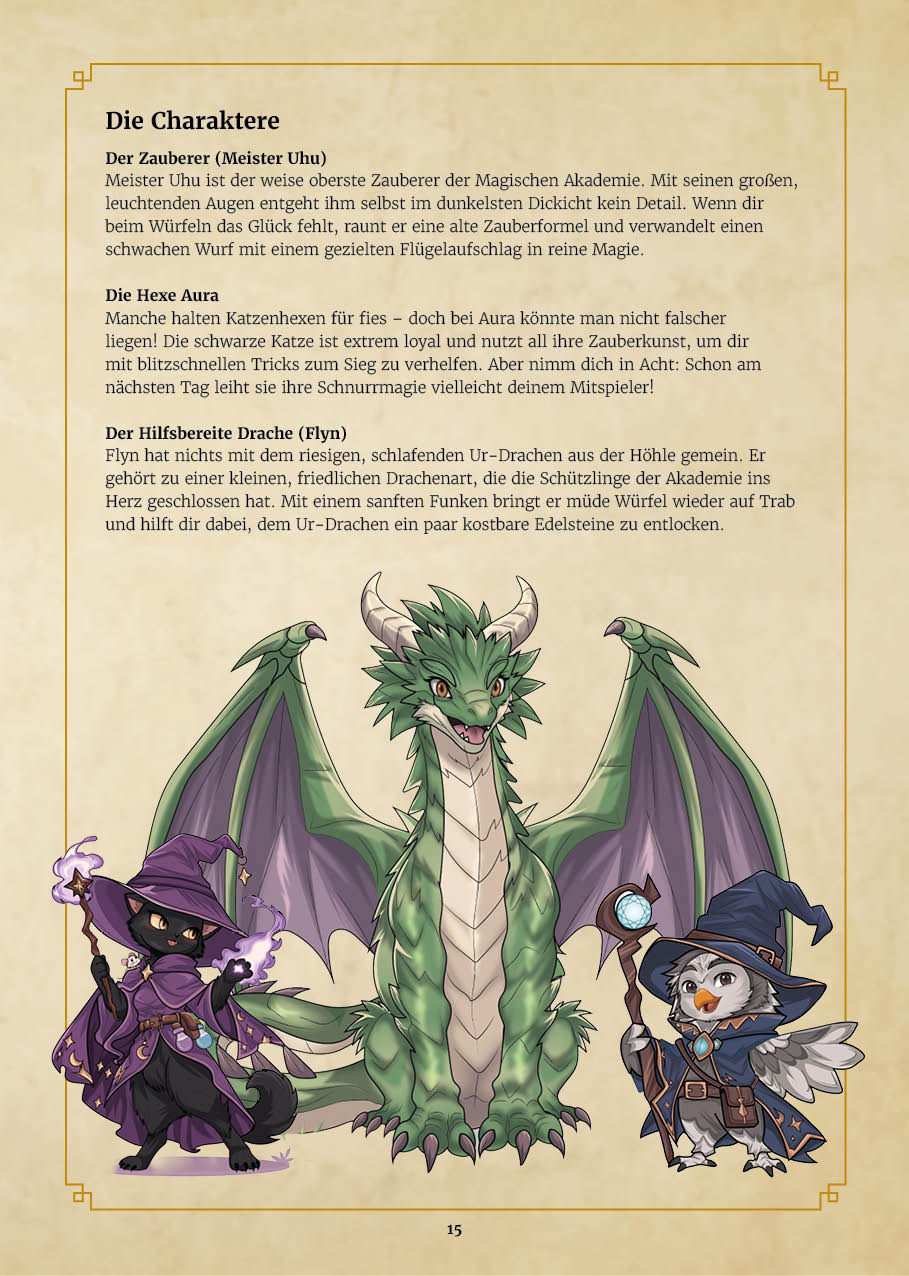 Die Charaktere
Der Zauberer (Meister Uhu)
Meister Uhu ist der weise oberste Zauberer der Magischen Akademie. Mit seinen großen,
leuchtenden Augen entgeht ihm selbst im dunkelsten Dickicht kein Detail. Wenn dir
beim Würfeln das Glück fehlt, raunt er eine alte Zauberformel und verwandelt einen
schwachen Wurf mit einem gezielten Flügelaufschlag in reine Magie.
Die Hexe Aura
Manche halten Katzenhexen für fies – doch bei Aura könnte man nicht falscher
liegen! Die schwarze Katze ist extrem loyal und nutzt all ihre Zauberkunst, um dir
mit blitzschnellen Tricks zum Sieg zu verhelfen. Aber nimm dich in Acht: Schon am
nächsten Tag leiht sie ihre Schnurrmagie vielleicht deinem Mitspieler!
Der Hilfsbereite Drache (Flyn)
Flyn hat nichts mit dem riesigen, schlafenden Ur-Drachen aus der Höhle gemein. Er
gehört zu einer kleinen, friedlichen Drachenart, die die Schützlinge der Akademie ins
Herz geschlossen hat. Mit einem sanften Funken bringt er müde Würfel wieder auf Trab
und hilft dir dabei, dem Ur-Drachen ein paar kostbare Edelsteine zu entlocken.
15